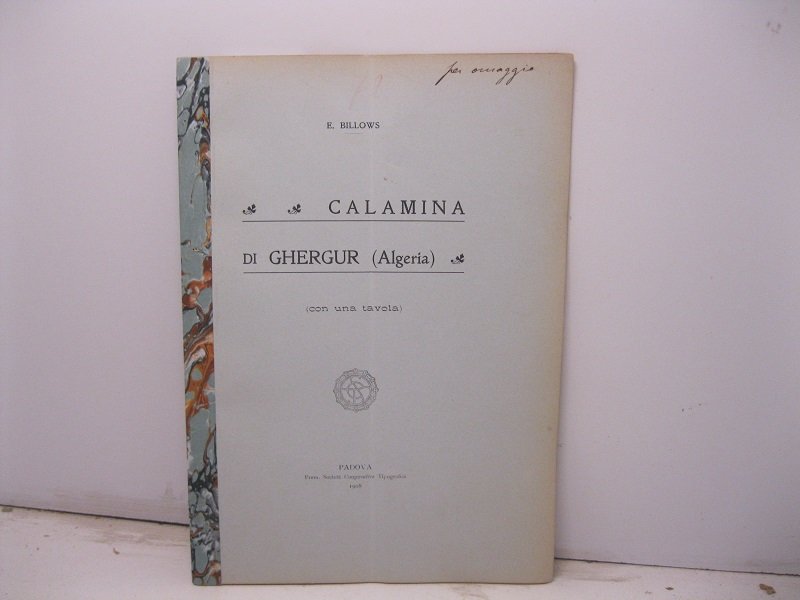 per omaggio
E. BILLOWS
CALAMINA
DI GHERGUR (Algeria)
(con una tavola)
PADOVA
Prem. Società Cooperativa Tipografica
1908